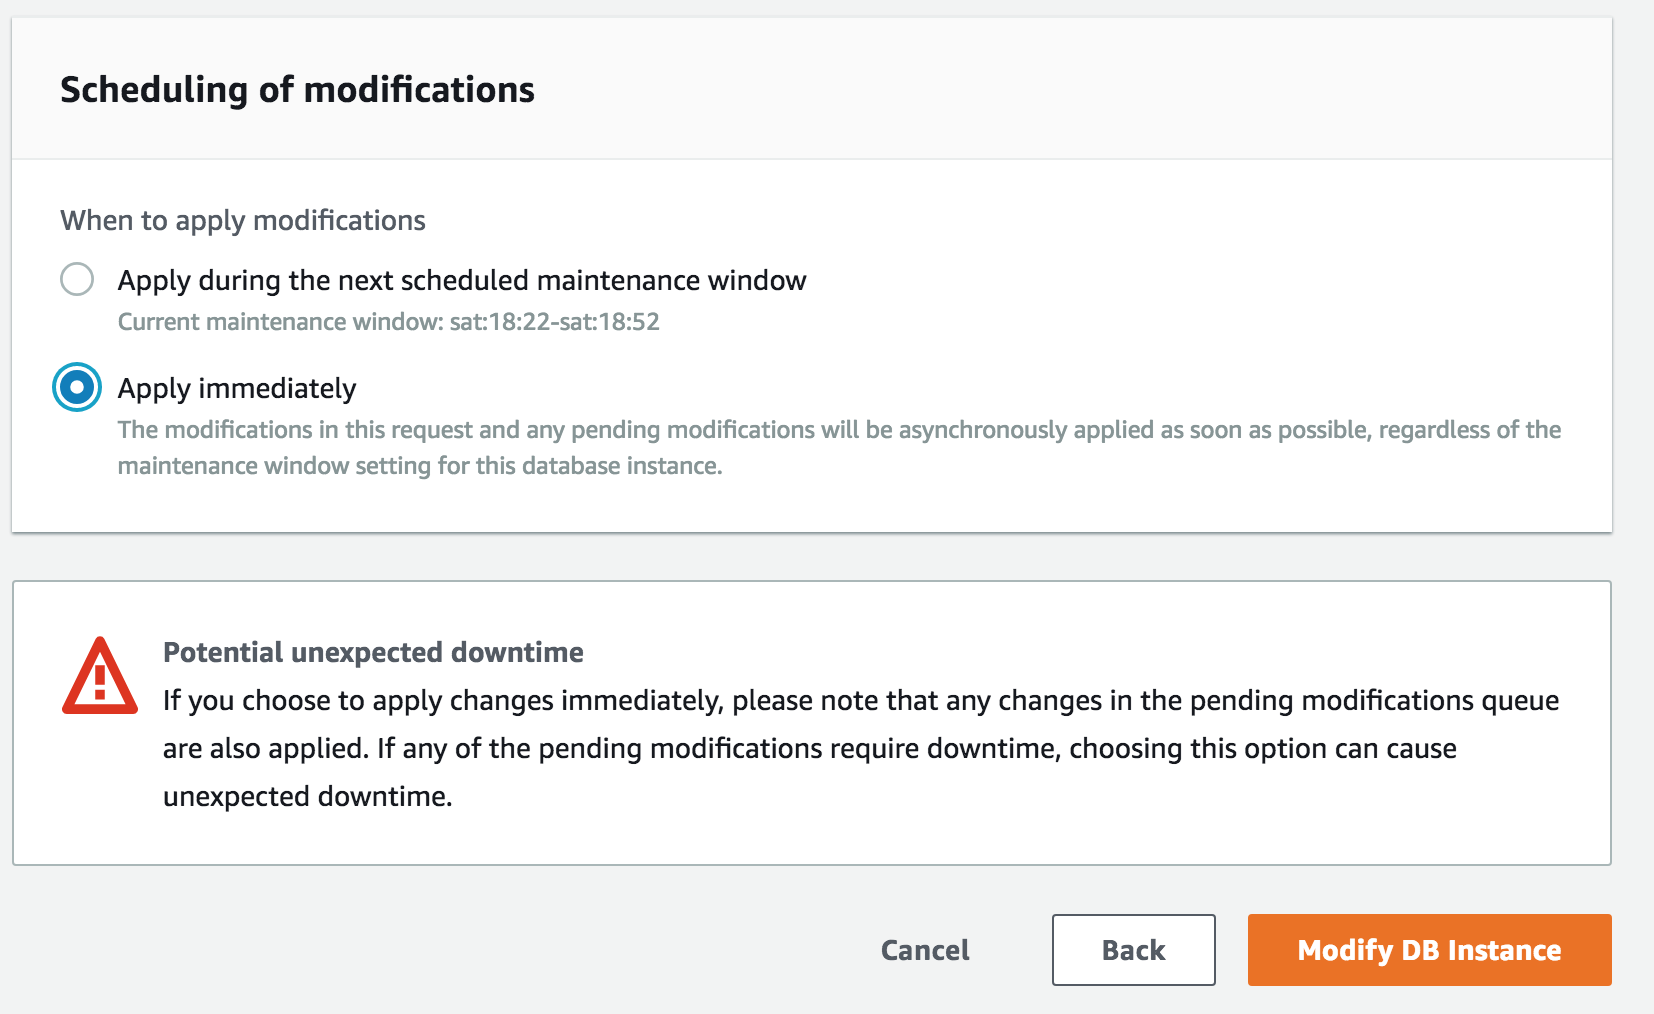 Scheduling of modifications
When to apply modifications
Apply during the next scheduled maintenance window
Current maintenance window: sat:18:22-sat:18:52
Apply immediately
The modifications in this request and any pending modifications will be asynchronously applied as soon as possible, regardless of the
maintenance window setting for this database instance.
Potential unexpected downtime
If you choose to apply changes immediately, please note that any changes in the pending modifications queue
are also applied. If any of the pending modifications require downtime, choosing this option can cause
unexpected downtime.
Cancel Back Modify DB Instance